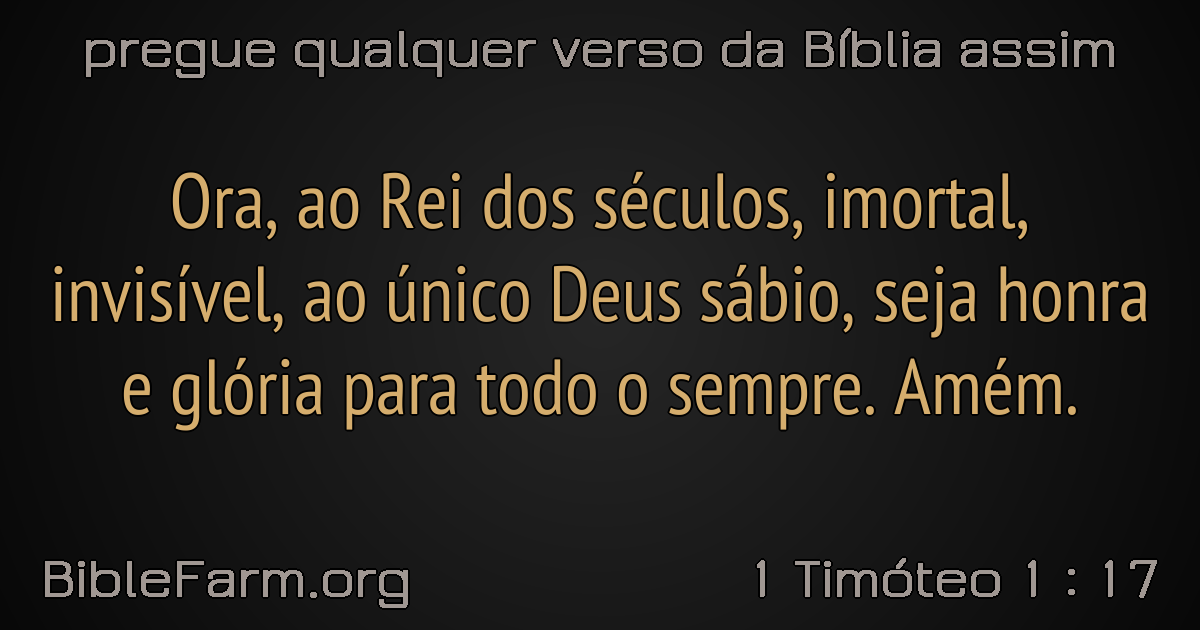 pregue qualquer verso da Bíblia assim
Ora, ao Rei dos séculos, imortal,
invisível, ao único Deus sábio, seja honra
e glória para todo o sempre. Amém.
BibleFarm.org
1 Timóteo 1 : 17